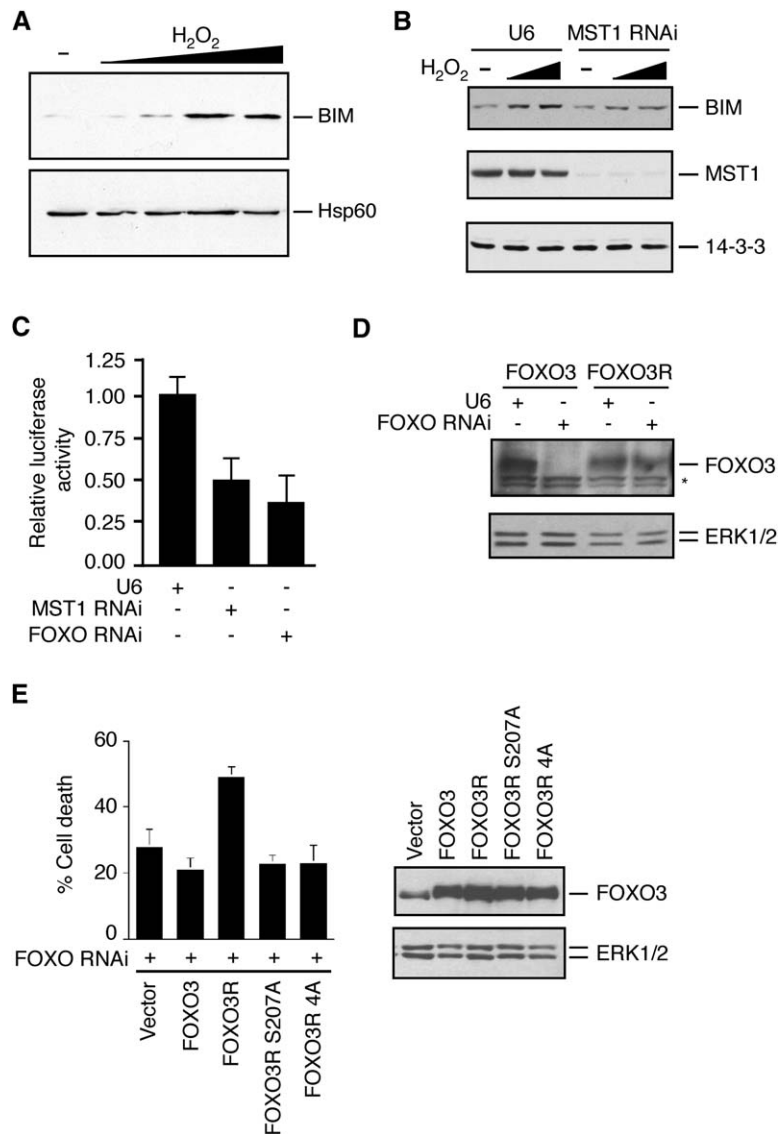 A
H2O2
–
BIM
Hsp60
B
U6 MST1 RNAi
H2O2 – –
BIM
MST1
14-3-3
C
Relative luciferase
activity
1.25
1.00
0.75
0.50
0.25
0.00
U6 + - -
MST1 RNAi - + -
FOXO RNAi - - +
D
FOXO3 FOXO3R
U6 + - + -
FOXO RNAi - + - +
FOXO3
*
ERK1/2
E
% Cell death
60
40
20
0
FOXO RNAi + + + + +
Vector
FOXO3
FOXO3R
FOXO3R S207A
FOXO3R 4A
Vector
FOXO3
FOXO3R
FOXO3R S207A
FOXO3R 4A
FOXO3
ERK1/2